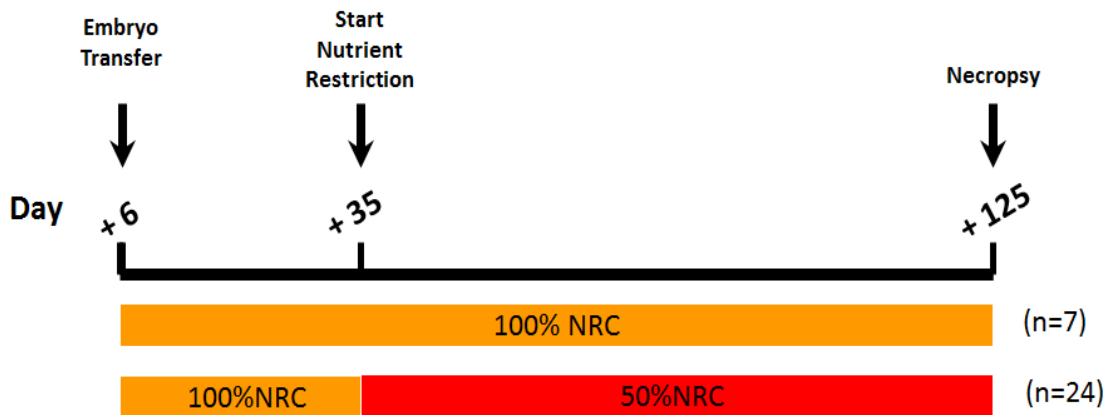 Embryo
Transfer
Start
Nutrient
Restriction
Necropsy
Day
+ 6
+ 35
+ 125
100% NRC
(n=7)
100%NRC
50%NRC
(n=24)